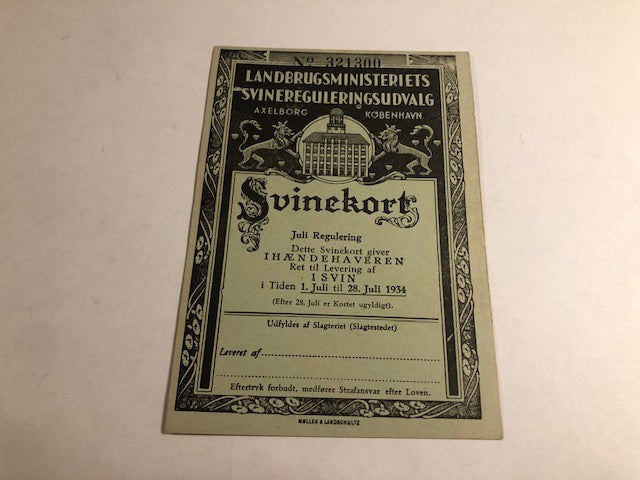 No 321300
LANDBRUGSMINISTERIETS
SVINEREGULERINGSUDVALG
AXELBORG KØBENHAVN
Svinekort
Juli Regulering
Dette Svinekort giver
IHÆNDEHAVEREN
Ret til Levering af
1 SVIN
i Tiden 1. Juli til 28. Juli 1934
(Efter 28. Juli er Kortet ugyldigt).
Udfyldes af Slagteriet (Slagtestedet)
Leveret af
Eftertryk forbudt, medfører Strafansvar efter Loven.
MØLLER & LANDSCHULTZ